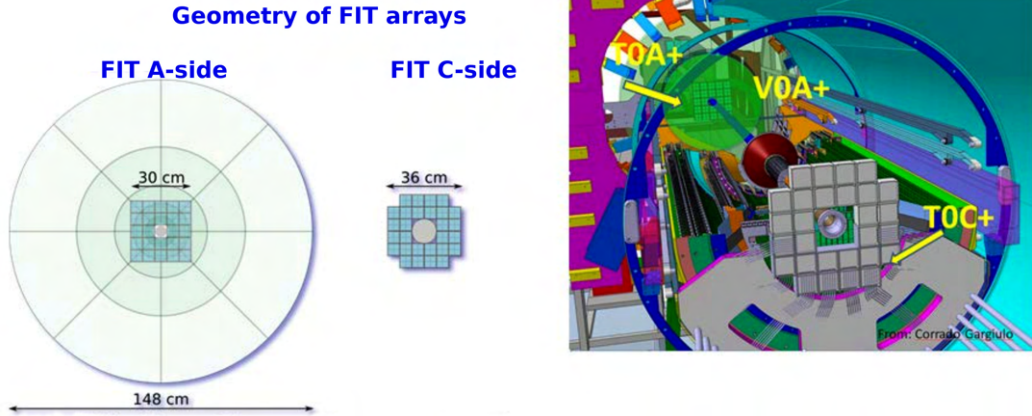 Geometry of FIT arrays
FIT A-side
FIT C-side
30 cm
36 cm
148 cm
T0A+
V0A+
T0C+
From: Corrado Gargiulo